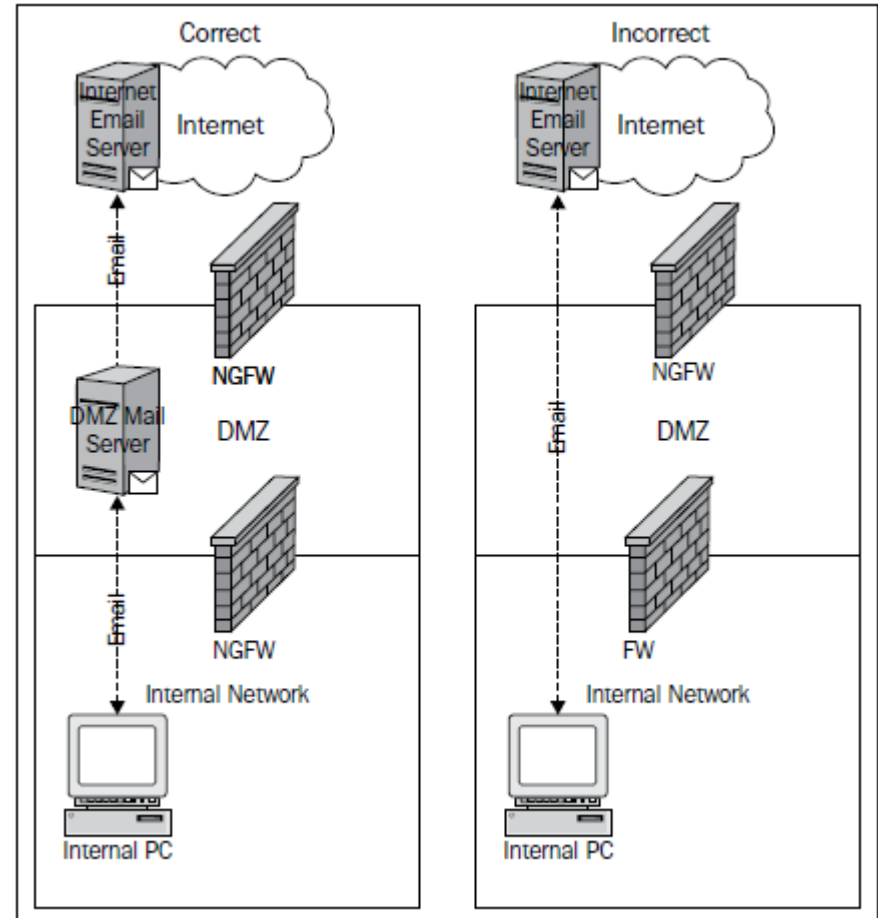 Correct
Internet
Email
Server
Internet
Email
NGFW
DMZ Mail
Server
DMZ
Email
NGFW
Internal Network
Internal PC
Incorrect
Internet
Email
Server
Internet
NGFW
Email
DMZ
FW
Internal Network
Internal PC